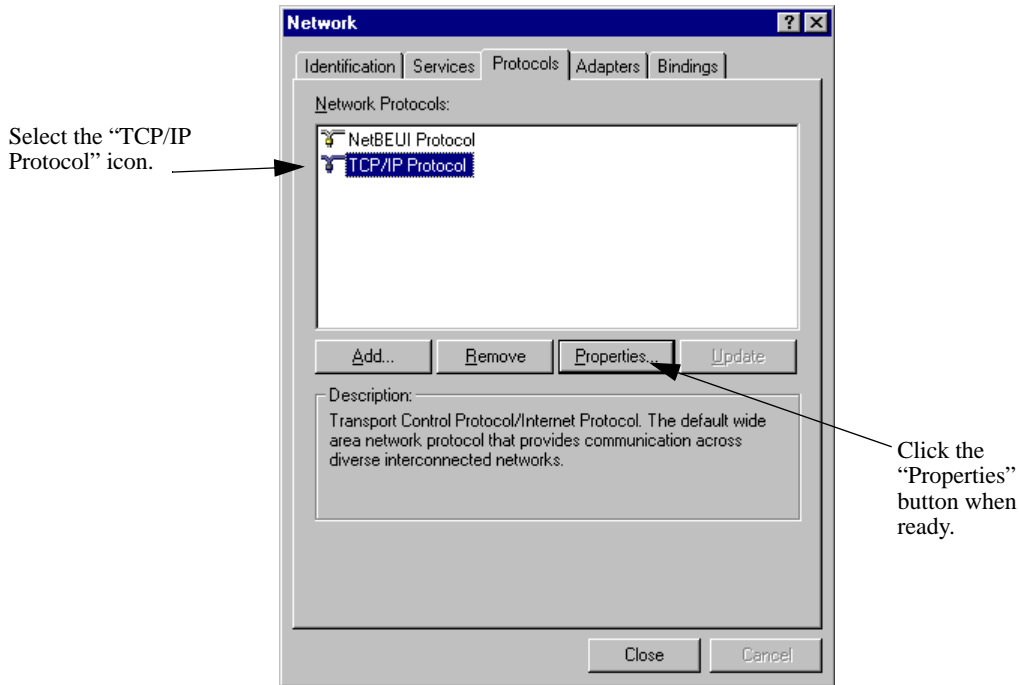 Network
Identification
Services
Protocols
Adapters
Bindings
Network Protocols:
NetBEUI Protocol
TCP/IP Protocol
Select the “TCP/IP
Protocol” icon.
Add...
Remove
Properties...
Update
Description:
Transport Control Protocol/Internet Protocol. The default wide
area network protocol that provides communication across
diverse interconnected networks.
Click the
“Properties”
button when
ready.
Close
Cancel